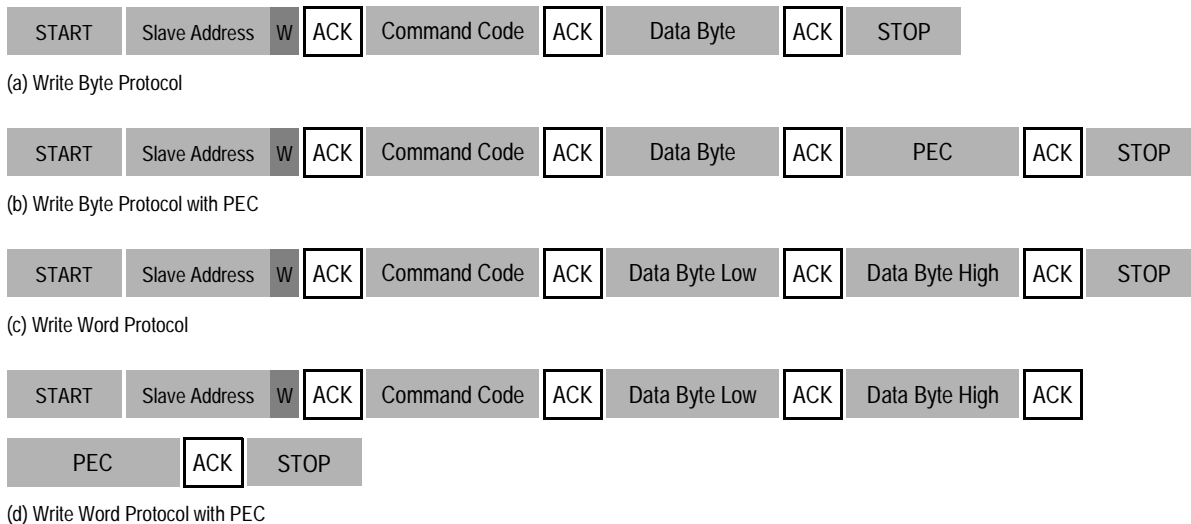 START Slave Address W ACK Command Code ACK Data Byte ACK STOP
(a) Write Byte Protocol
START Slave Address W ACK Command Code ACK Data Byte ACK PEC ACK STOP
(b) Write Byte Protocol with PEC
START Slave Address W ACK Command Code ACK Data Byte Low ACK Data Byte High ACK STOP
(c) Write Word Protocol
START Slave Address W ACK Command Code ACK Data Byte Low ACK Data Byte High ACK
PEC ACK STOP
(d) Write Word Protocol with PEC